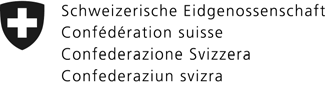 Schweizerische Eidgenossenschaft
Confédération suisse
Confederazione Svizzera
Confederaziun svizra